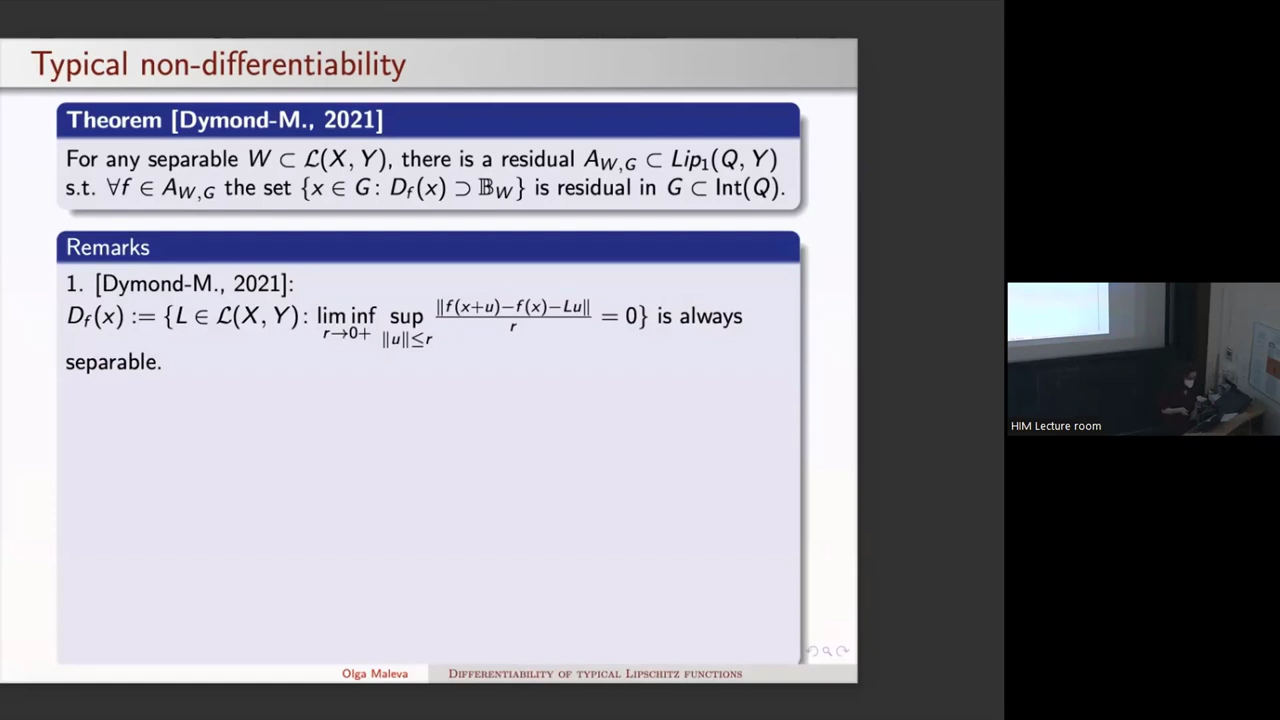 Typical non-differentiability
Theorem [Dymond-M., 2021]
For any separable W ⊂ ℒ(X, Y), there is a residual A_{W,G} ⊂ Lip₁(Q, Y)
s.t. ∀f ∈ A_{W,G} the set {x ∈ G: D_f(x) ⊃ 𝔹_W} is residual in G ⊂ Int(Q).
Remarks
1. [Dymond-M., 2021]:
D_f(x) := {L ∈ ℒ(X, Y): lim inf_{r→0+} sup_{‖u‖≤r} ‖f(x+u)−f(x)−Lu‖/r = 0} is always
separable.
Olga Maleva
Differentiability of typical Lipschitz functions
HIM Lecture room